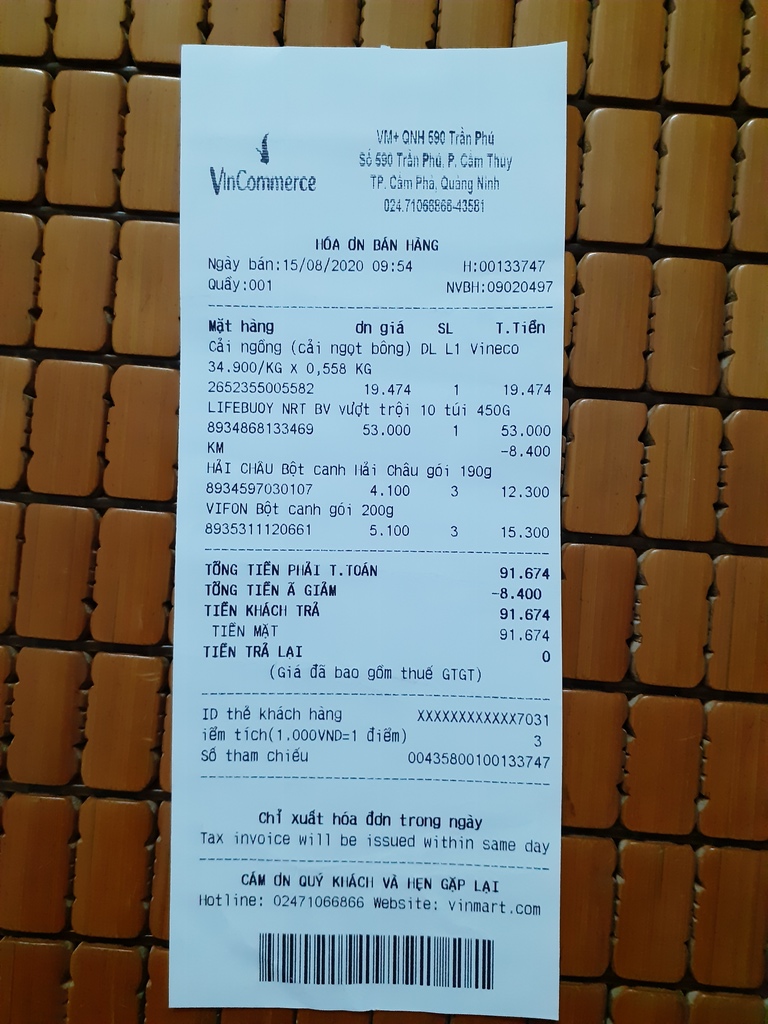 VinCommerce
VM+ QNH 590 Trần Phú
Số 590 Trần Phú, P. Cẩm Thuỷ
TP. Cẩm Phả, Quảng Ninh
024.71066866-43581
HÓA ƠN BÁN HÀNG
Ngày bán:15/08/2020 09:54 H:00133747
Quầy:001 NVBH:09020497
Mặt hàng ơn giá SL T.Tiền
Cải ngồng (cải ngọt bông) DL L1 Vineco
34.900/KG X 0,558 KG
2652355005582 19.474 1 19.474
LIFEBUOY NRT BV vượt trội 10 túi 450G
8934868133469 53.000 1 53.000
KM -8.400
HẢI CHÂU Bột canh Hải Châu gói 190g
8934597030107 4.100 3 12.300
VIFON Bột canh gói 200g
8935311120661 5.100 3 15.300
TỔNG TIỀN PHẢI T.TOÁN 91.674
TỔNG TIỀN Ã GIẢM -8.400
TIỀN KHÁCH TRẢ 91.674
TIỀN MẶT 91.674
TIỀN TRẢ LẠI 0
(Giá đã bao gồm thuế GTGT)
ID thẻ khách hàng XXXXXXXXXXXX7031
iểm tích(1.000VND=1 điểm) 3
Số tham chiếu 00435800100133747
Chỉ xuất hóa đơn trong ngày
Tax invoice will be issued within same day
CẢM ƠN QUÝ KHÁCH VÀ HẸN GẶP LẠI
Hotline: 02471066866 Website: vinmart.com